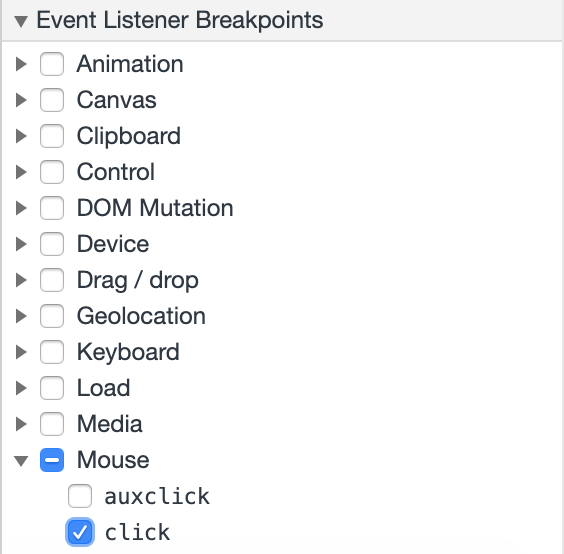 Event Listener Breakpoints
Animation
Canvas
Clipboard
Control
DOM Mutation
Device
Drag / drop
Geolocation
Keyboard
Load
Media
Mouse
auxclick
click